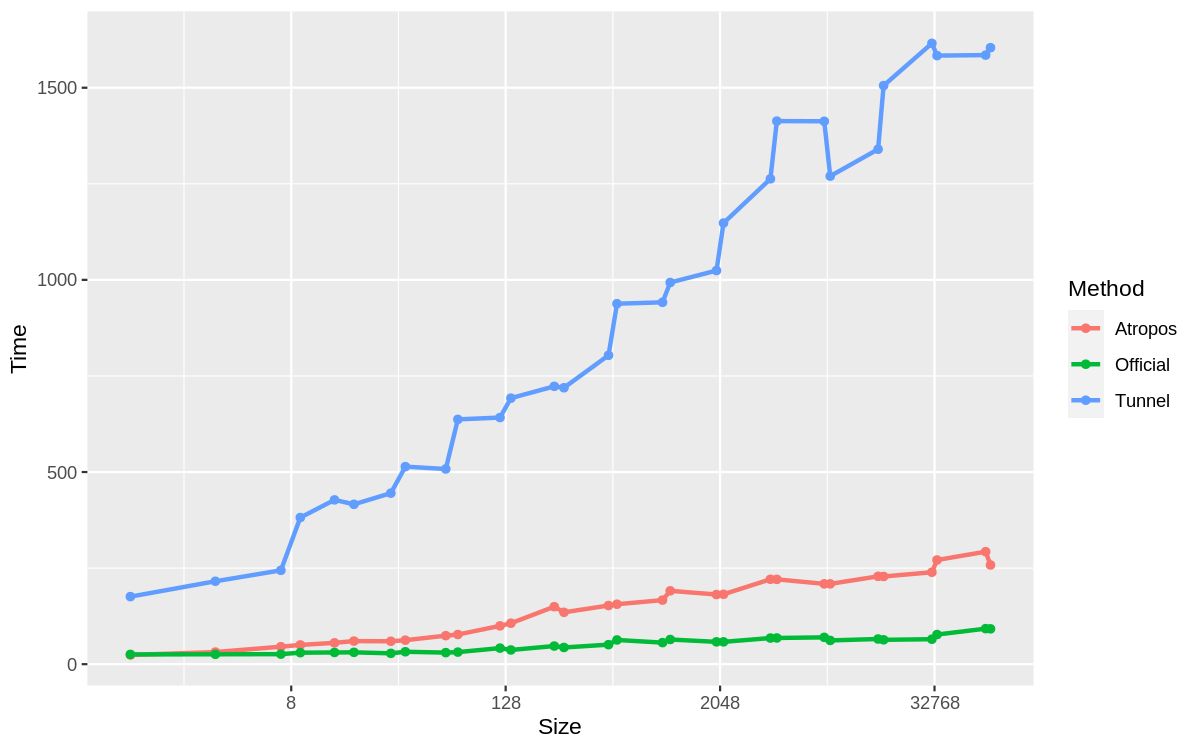 1500
1000
500
0
Time
8
128
2048
32768
Size
Method
Atropos
Official
Tunnel